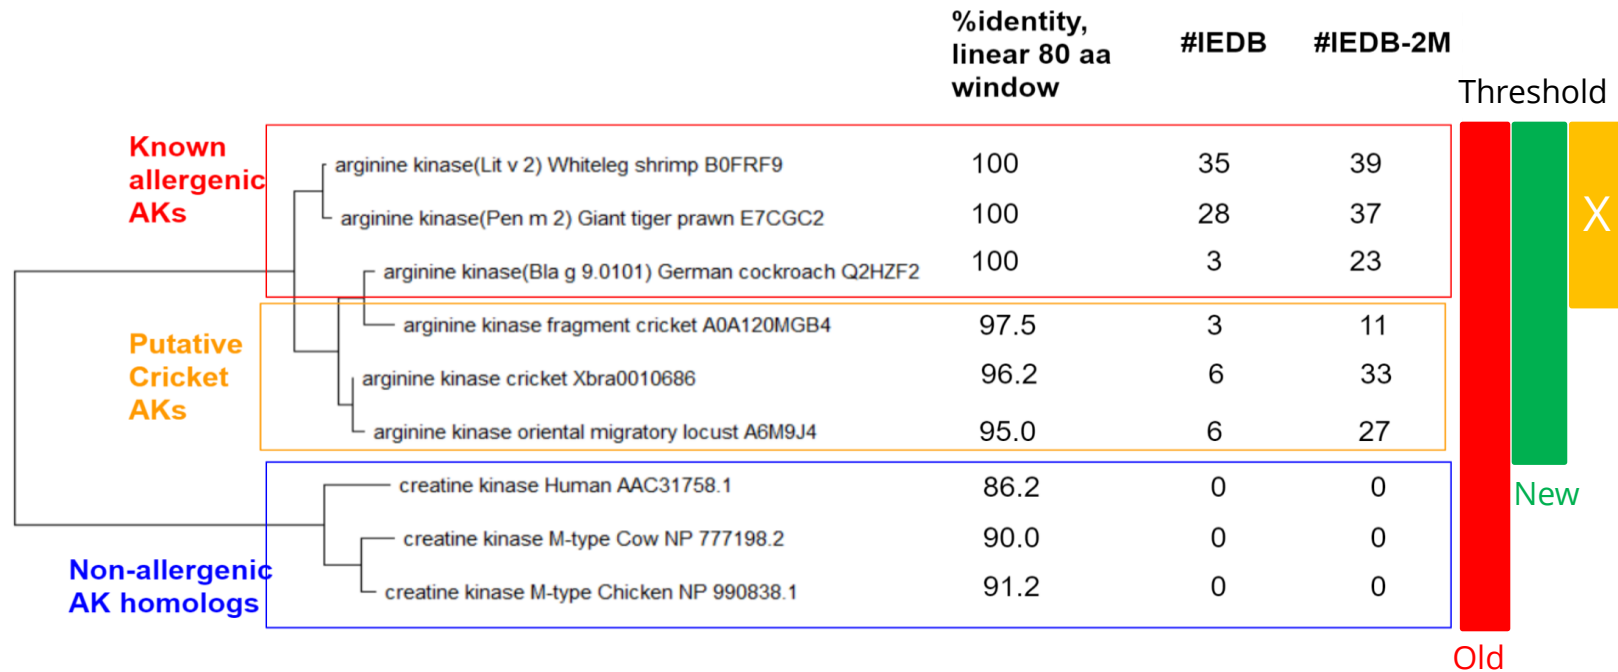 %identity,
linear 80 aa
window
#IEDB
#IEDB-2M
Threshold
Known
allergenic
AKs
arginine kinase(Lit v 2) Whiteleg shrimp B0FRF9 100 35 39
arginine kinase(Pen m 2) Giant tiger prawn E7CGC2 100 28 37
arginine kinase(Bla g 9.0101) German cockroach Q2HZF2 100 3 23
X
Putative
Cricket
AKs
arginine kinase fragment cricket A0A120MGB4 97.5 3 11
arginine kinase cricket Xbra0010686 96.2 6 33
arginine kinase oriental migratory locust A6M9J4 95.0 6 27
New
Non-allergenic
AK homologs
creatine kinase Human AAC31758.1 86.2 0 0
creatine kinase M-type Cow NP 777198.2 90.0 0 0
creatine kinase M-type Chicken NP 990838.1 91.2 0 0
Old